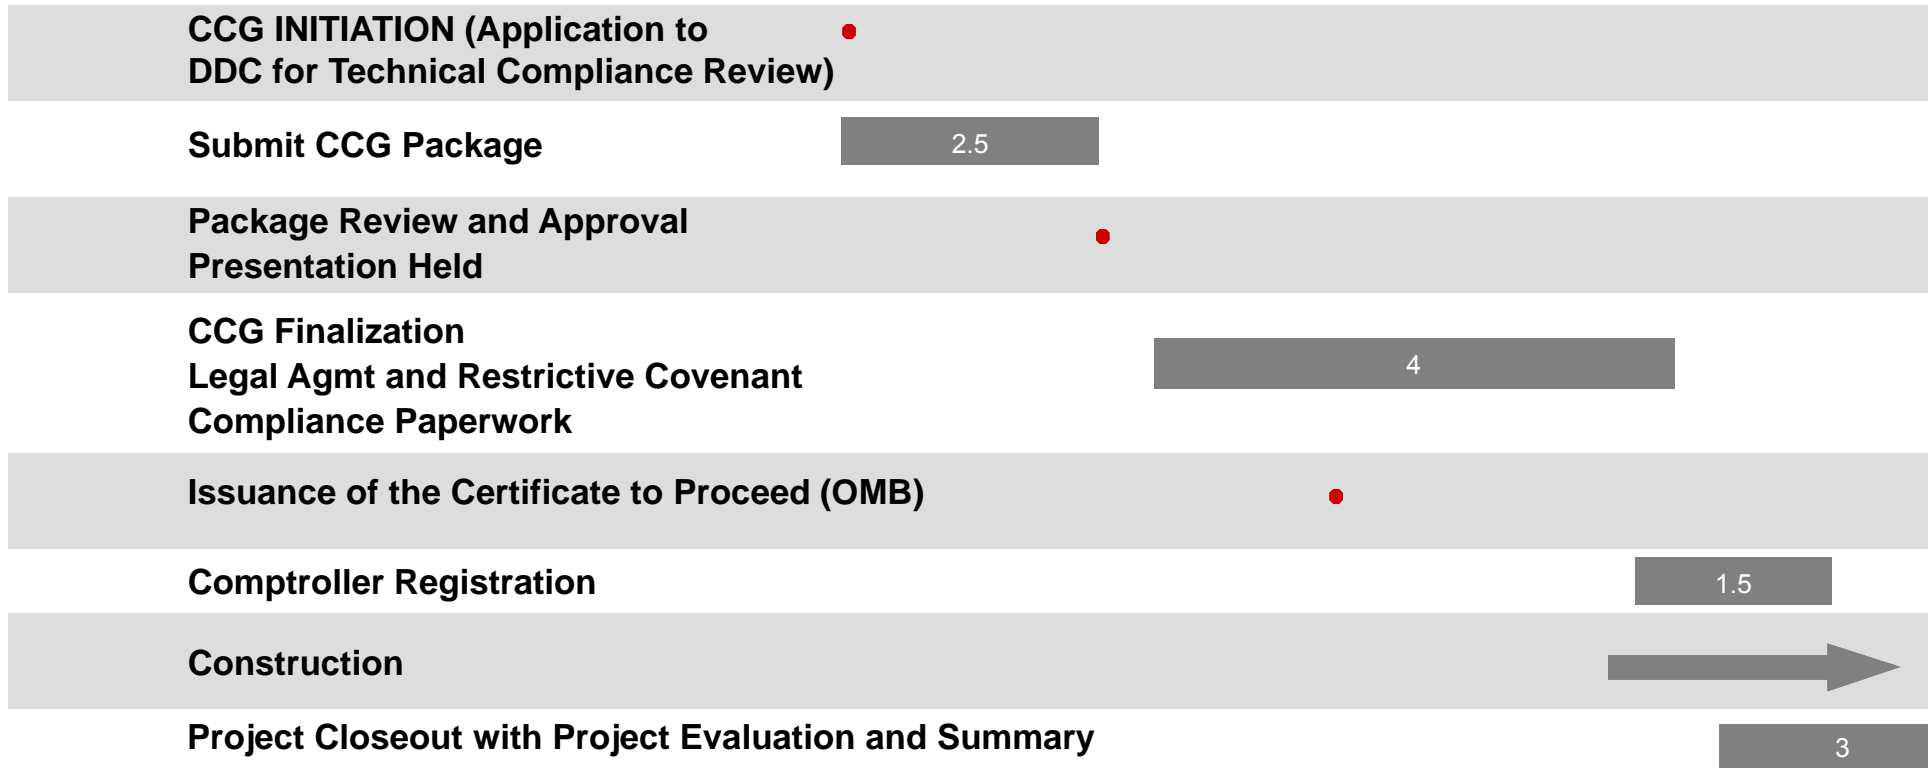 CCG INITIATION (Application to
DDC for Technical Compliance Review)
Submit CCG Package
2.5
Package Review and Approval
Presentation Held
CCG Finalization
Legal Agmt and Restrictive Covenant
Compliance Paperwork
4
Issuance of the Certificate to Proceed (OMB)
Comptroller Registration
1.5
Construction
Project Closeout with Project Evaluation and Summary
3